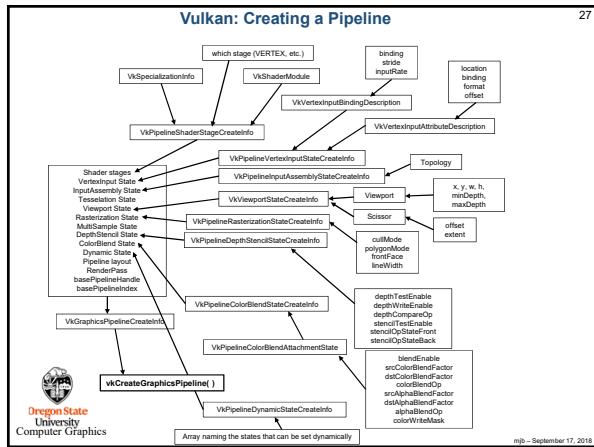 Vulkan: Creating a Pipeline
27
which stage (VERTEX, etc.)
VkSpecializationInfo
VkShaderModule
VkPipelineShaderStageCreateInfo
binding
stride
inputRate
location
binding
format
offset
VkVertexInputBindingDescription
VkVertexInputAttributeDescription
VkPipelineVertexInputStateCreateInfo
VkPipelineInputAssemblyStateCreateInfo
Topology
Shader stages
VertexInput State
InputAssembly State
Tesselation State
Viewport State
Rasterization State
MultiSample State
DepthStencil State
ColorBlend State
Dynamic State
Pipeline layout
RenderPass
basePipelineHandle
basePipelineIndex
VkViewportStateCreateInfo
Viewport
x, y, w, h,
minDepth,
maxDepth
Scissor
offset
extent
VkPipelineRasterizationStateCreateInfo
cullMode
polygonMode
frontFace
lineWidth
VkPipelineDepthStencilStateCreateInfo
depthTestEnable
depthWriteEnable
depthCompareOp
stencilTestEnable
stencilOpStateFront
stencilOpStateBack
VkPipelineColorBlendStateCreateInfo
VkGraphicsPipelineCreateInfo
VkPipelineColorBlendAttachmentState
blendEnable
srcColorBlendFactor
dstColorBlendFactor
colorBlendOp
srcAlphaBlendFactor
dstAlphaBlendFactor
alphaBlendOp
colorWriteMask
vkCreateGraphicsPipeline( )
VkPipelineDynamicStateCreateInfo
Array naming the states that can be set dynamically
Oregon State
University
Computer Graphics
mjb – September 17, 2018